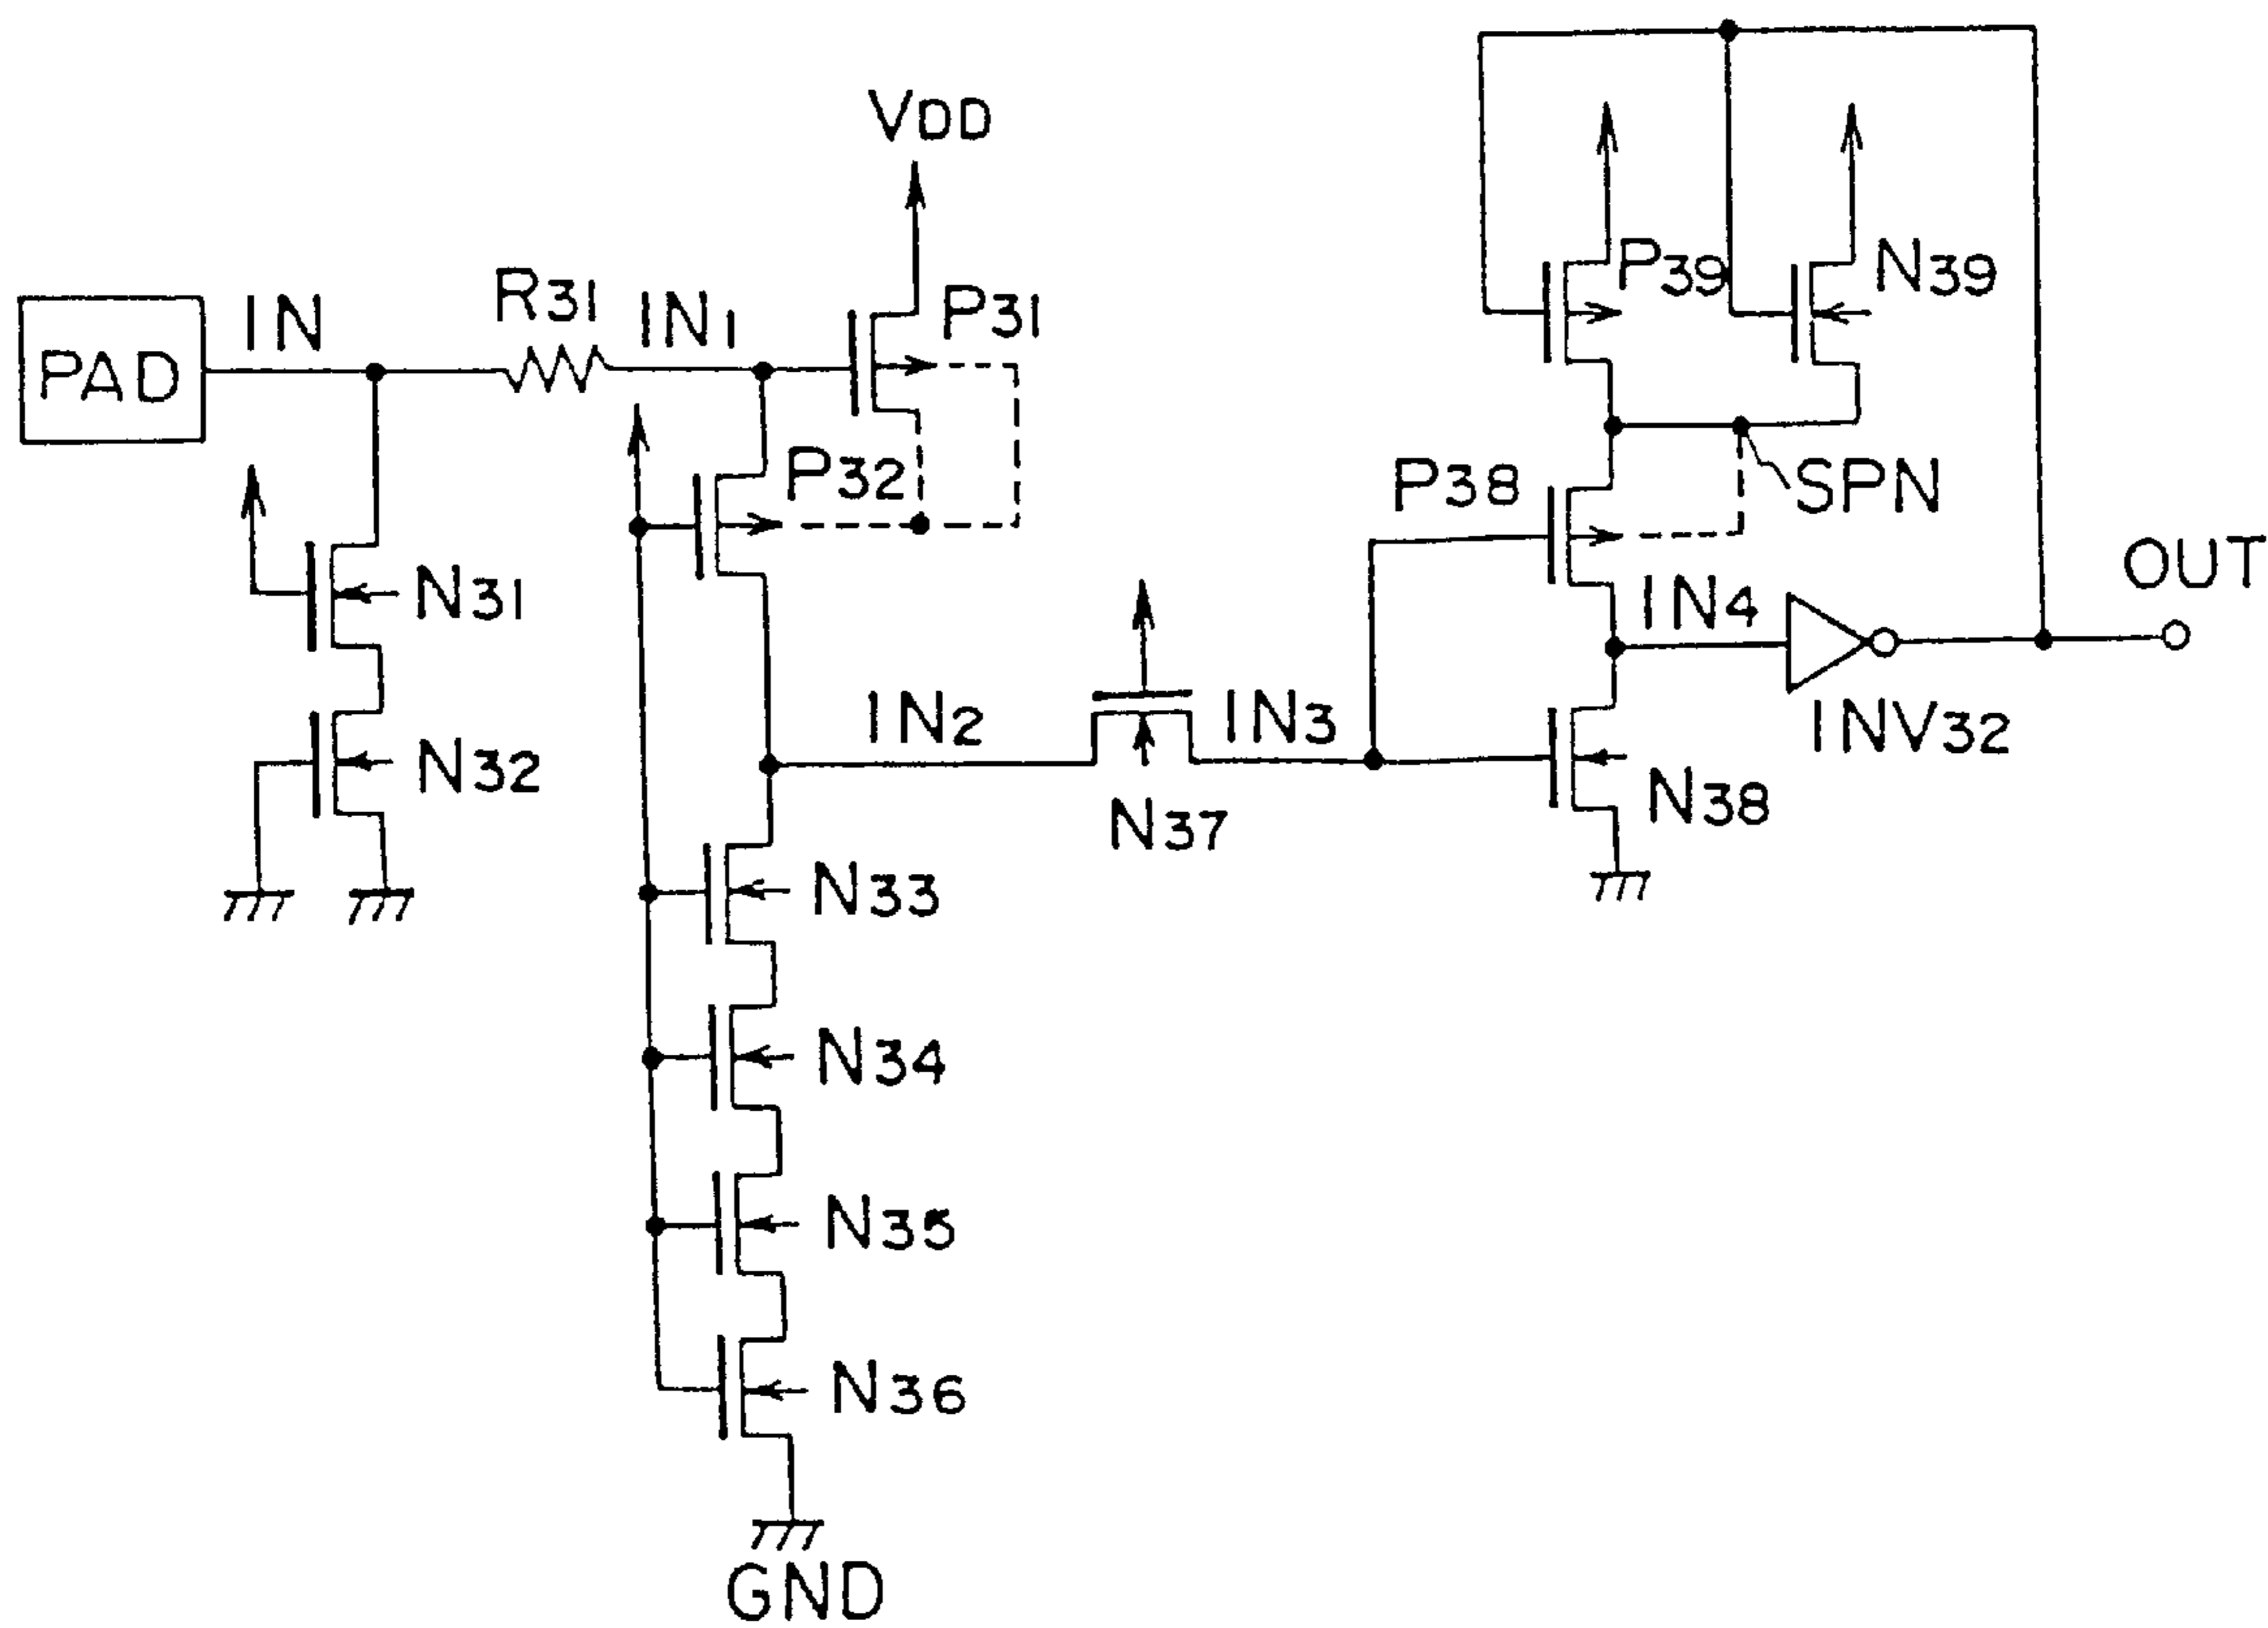 VDD
PAD
IN
R31
IN1
P31
P32
N31
N32
IN2
N33
N34
N35
N36
GND
N37
IN3
P39
N39
P38
SPN
IN4
INV32
N38
OUT